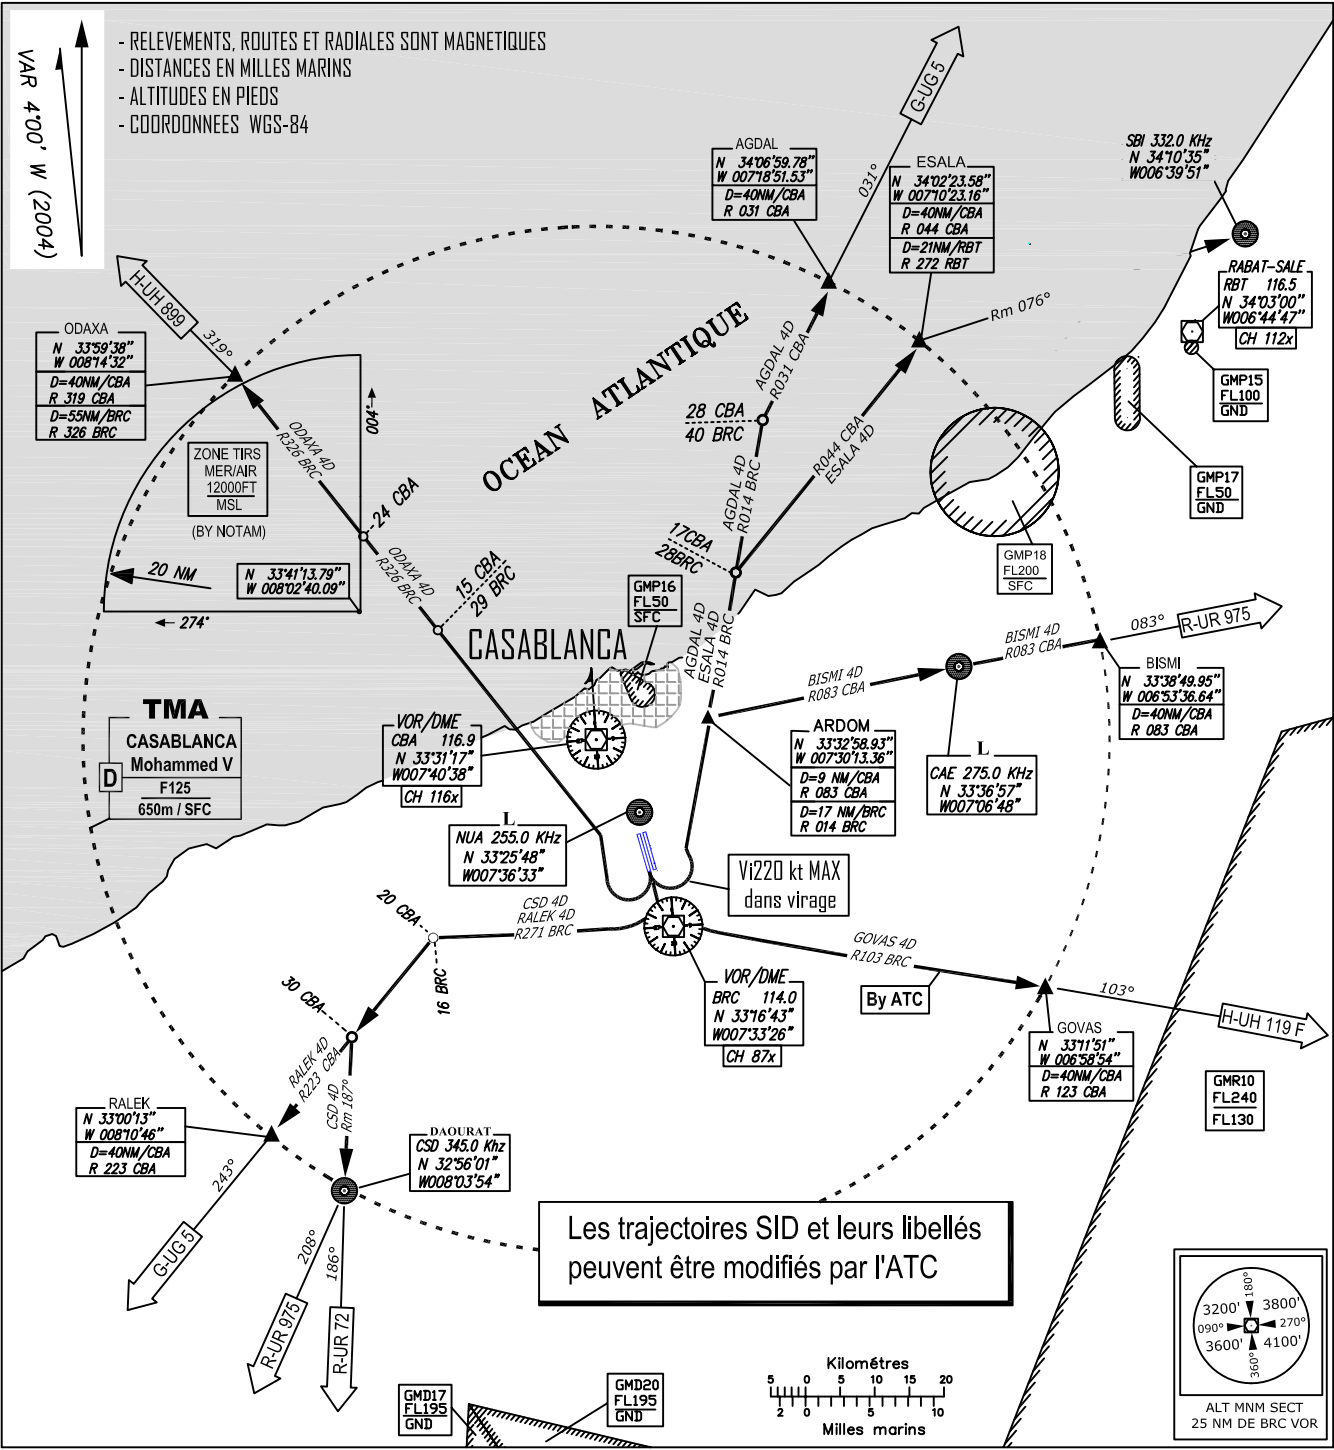 VAR 4°00' W (2004)
- RELEVEMENTS, ROUTES ET RADIALES SONT MAGNETIQUES
- DISTANCES EN MILLES MARINS
- ALTITUDES EN PIEDS
- COORDONNEES WGS-84
G-UG 5
031°
AGDAL
N 34°06'59.78"
W 007°18'51.53"
D=40NM/CBA
R 031 CBA
ESALA
N 34°02'23.58"
W 007°10'23.16"
D=40NM/CBA
R 044 CBA
D=21NM/RBT
R 272 RBT
SBI 332.0 KHz
N 34°10'35"
W006°39'51"
RABAT-SALE
RBT 116.5
N 34°03'00"
W006°44'47"
CH 112x
GMP15
FL100
GND
GMP17
FL50
GND
GMP18
FL200
SFC
H-UH 899
319°
ODAXA
N 33°59'38"
W 008°14'32"
D=40NM/CBA
R 319 CBA
D=55NM/BRC
R 326 BRC
ZONE TIRS
MER/AIR
12000FT
MSL
(BY NOTAM)
20 NM
N 33°41'13.79"
W 008°02'40.09"
274°
004°
ODAXA 4D
R326 BRC
24 CBA
ODAXA 4D
R326 BRC
15 CBA
29 BRC
OCEAN ATLANTIQUE
Rm 076°
AGDAL 4D
R031 CBA
28 CBA
40 BRC
R044 CBA
ESALA 4D
AGDAL 4D
R014 BRC
17CBA
28BRC
GMP16
FL50
SFC
CASABLANCA
AGDAL 4D
ESALA 4D
R014 BRC
BISMI 4D
R083 CBA
BISMI 4D
R083 CBA
083°
R-UR 975
BISMI
N 33°38'49.95"
W 006°53'36.64"
D=40NM/CBA
R 083 CBA
TMA
CASABLANCA
Mohammed V
D
F125
650m / SFC
VOR/DME
CBA 116.9
N 33°31'17"
W007°40'38"
CH 116x
ARDOM
N 33°32'58.93"
W 007°30'13.36"
D=9 NM/CBA
R 083 CBA
D=17 NM/BRC
R 014 BRC
L
CAE 275.0 KHz
N 33°36'57"
W007°06'48"
L
NUA 255.0 KHz
N 33°25'48"
W007°36'33"
Vi220 kt MAX
dans virage
20 CBA
CSD 4D
RALEK 4D
R271 BRC
16 BRC
GOVAS 4D
R103 BRC
By ATC
103°
H-UH 119 F
VOR/DME
BRC 114.0
N 33°16'43"
W007°33'26"
CH 87x
GOVAS
N 33°11'51"
W 006°58'54"
D=40NM/CBA
R 123 CBA
GMR10
FL240
FL130
30 CBA
RALEK 4D
R223 CBA
CSD 4D
Rm 187°
RALEK
N 33°00'13"
W 008°10'46"
D=40NM/CBA
R 223 CBA
DAOURAT
CSD 345.0 Khz
N 32°56'01"
W008°03'54"
243°
G-UG 5
208°
186°
R-UR 975
R-UR 72
Les trajectoires SID et leurs libellés
peuvent être modifiés par l'ATC
GMD17
FL195
GND
GMD20
FL195
GND
Kilométres
5 0 5 10 15 20
2 0 5 10
Milles marins
180°
3200' 3800'
090° 270°
3600' 4100'
360°
ALT MNM SECT
25 NM DE BRC VOR